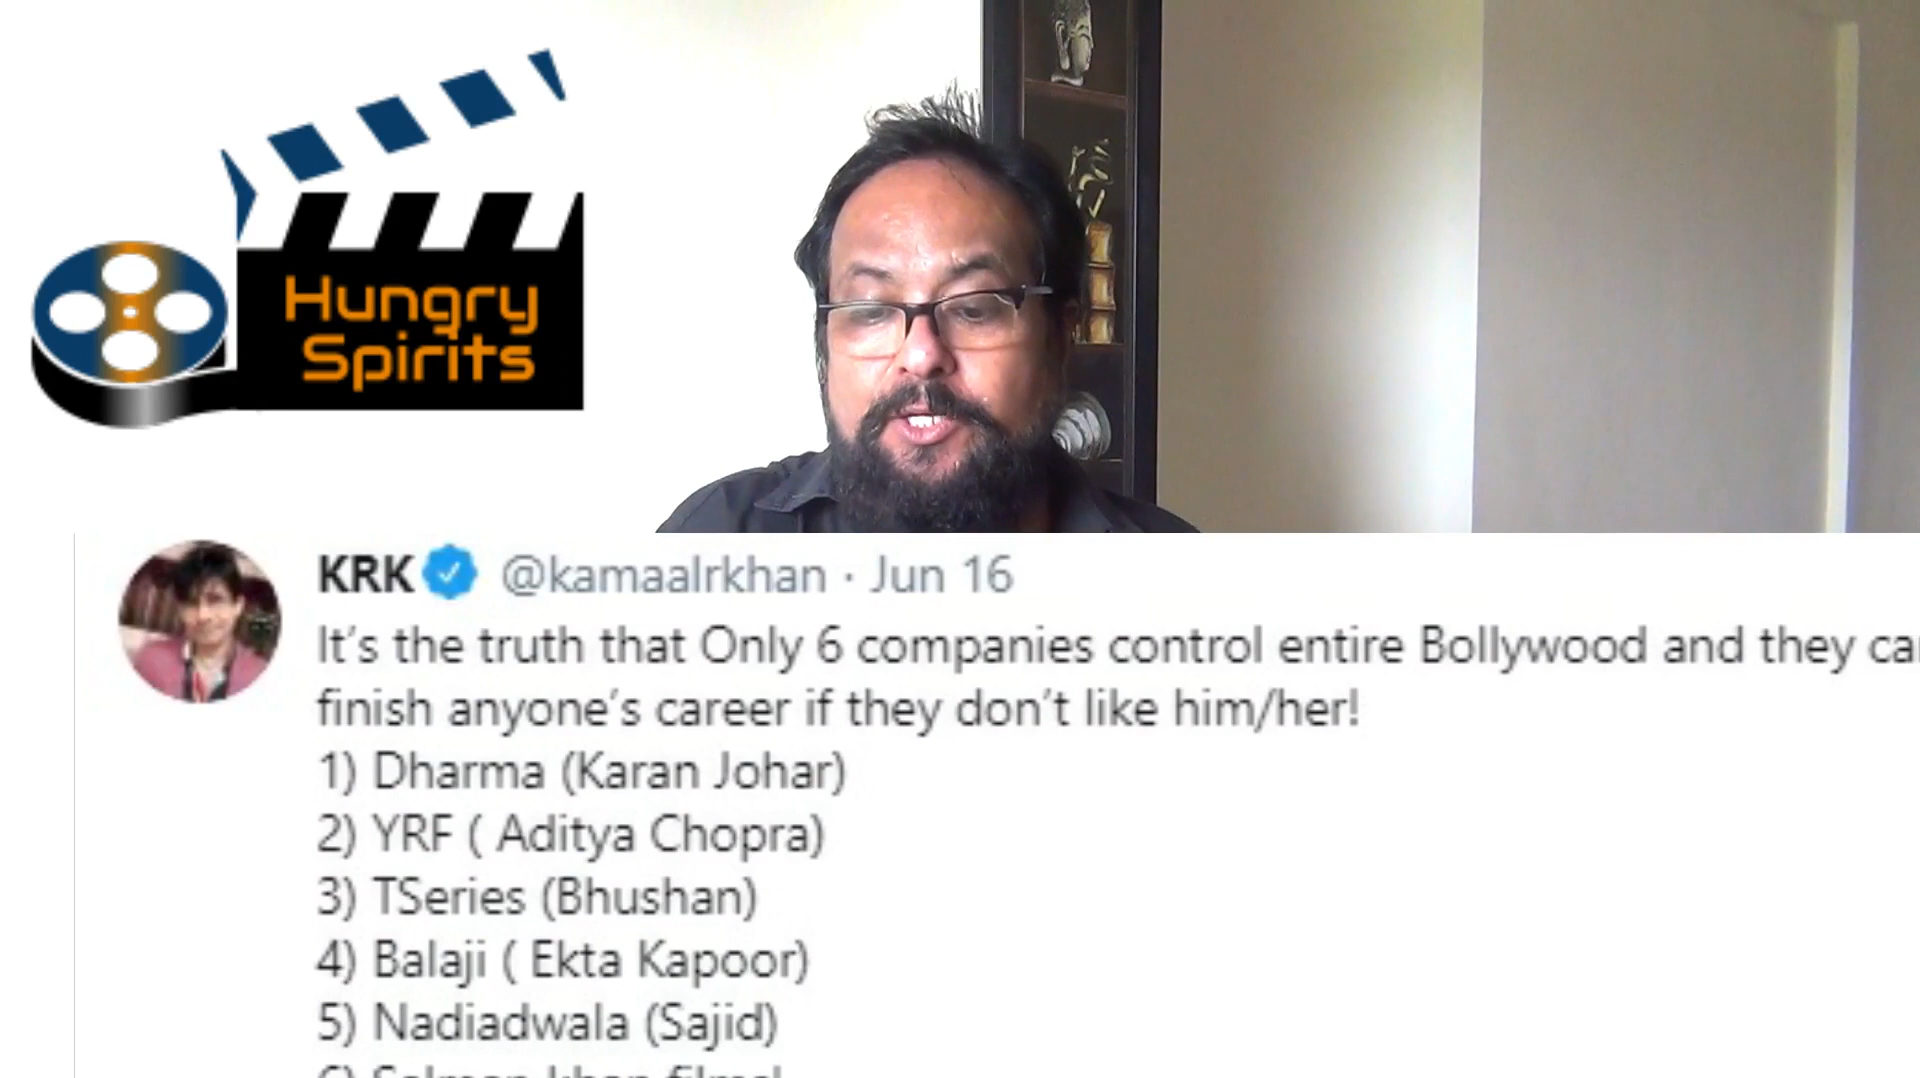 Hungry
Spirits
KRK @kamaalrkhan · Jun 16
It's the truth that Only 6 companies control entire Bollywood and they
finish anyone's career if they don't like him/her!
1) Dharma (Karan Johar)
2) YRF ( Aditya Chopra)
3) TSeries (Bhushan)
4) Balaji ( Ekta Kapoor)
5) Nadiadwala (Sajid)